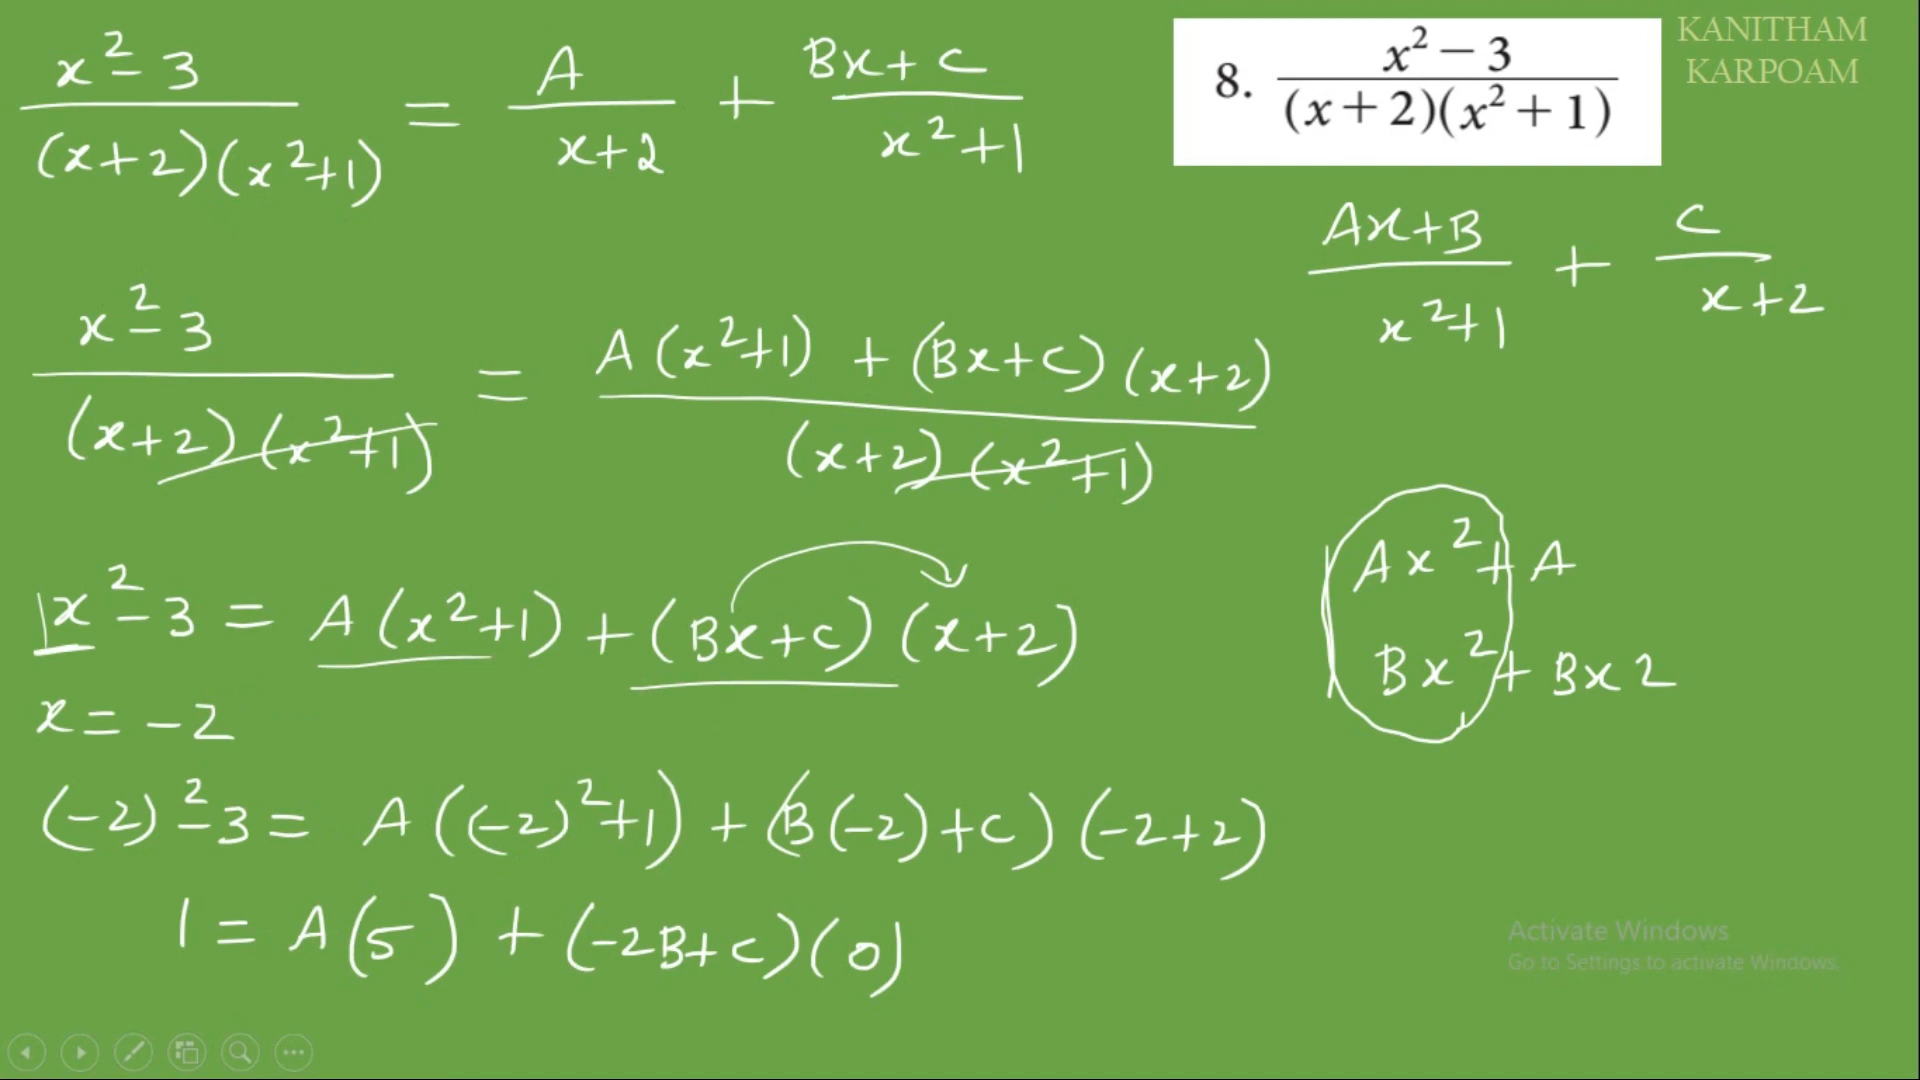 KANITHAM
KARPOAM
8. x² − 3 / (x + 2)(x² + 1)
x² - 3 / (x+2)(x²+1) = A / x+2 + Bx+C / x²+1
Ax+B / x²+1 + C / x+2
x² - 3 / (x+2)(x²+1) = A(x²+1) + (Bx+C)(x+2) / (x+2)(x²+1)
1x² - 3 = A(x²+1) + (Bx+C)(x+2)
Ax² + A
Bx² + Bx2
x = -2
(-2)² - 3 = A((-2)²+1) + (B(-2)+C)(-2+2)
1 = A(5) + (-2B+C)(0)
Activate Windows
Go to Settings to activate Windows.